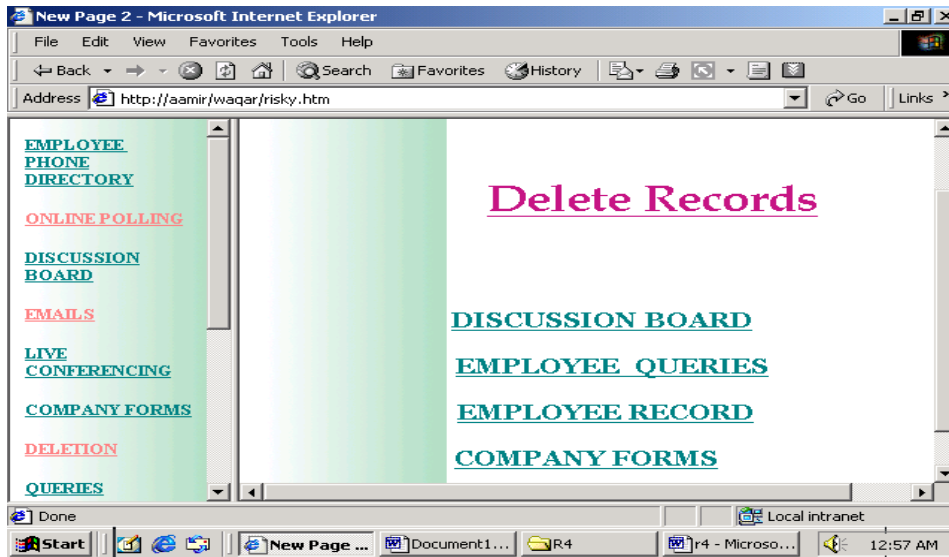 New Page 2 - Microsoft Internet Explorer
File Edit View Favorites Tools Help
Back Search Favorites History
Address http://aamir/waqar/risky.htm Go Links
EMPLOYEE
PHONE
DIRECTORY
ONLINE POLLING
DISCUSSION
BOARD
EMAILS
LIVE
CONFERENCING
COMPANY FORMS
DELETION
QUERIES
Delete Records
DISCUSSION BOARD
EMPLOYEE QUERIES
EMPLOYEE RECORD
COMPANY FORMS
Done Local intranet
Start New Page ... Document1... R4 r4 - Microso... 12:57 AM